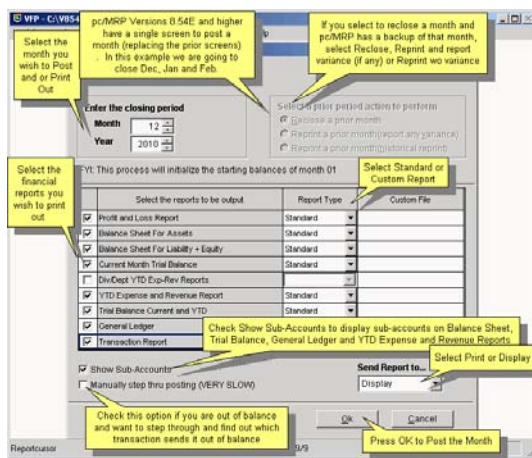 VFP - C:\V854
pc/MRP Versions 8.54E and higher
have a single screen to post a
month (replacing the prior screens)
. In this example we are going to
close Dec, Jan and Feb.
If you select to reclose a month and
pc/MRP has a backup of that month,
select Reclose, Reprint and report
variance (if any) or Reprint wo variance
Select the
month you
wish to Post
and or Print
Out
Enter the closing period
Month 12
Year 2010
Select a prior period action to perform
Reclose a prior month
Reprint a prior month(report any variance)
Reprint a prior month(historical reprint)
FYI: This process will initialize the starting balances of month 01
Select the
financial
reports you
wish to print
out
Select Standard or
Custom Report
Select the reports to be output Report Type Custom File
Profit and Loss Report Standard
Balance Sheet For Assets Standard
Balance Sheet For Liability + Equity Standard
Current Month Trial Balance Standard
Div/Dept YTD Exp-Rev Reports
YTD Expense and Revenue Report Standard
Trial Balance Current and YTD Standard
General Ledger
Transaction Report
Check Show Sub-Accounts to display sub-accounts on Balance Sheet,
Trial Balance, General Ledger and YTD Expense and Revenue Reports
Show Sub-Accounts
Manually step thru posting (VERY SLOW)
Send Report to...
Display
Select Print or Display
Check this option if you are out of balance
and want to step through and find out which
transaction sends it out of balance
Ok Cancel
Press OK to Post the Month
Reportcursor 9/9